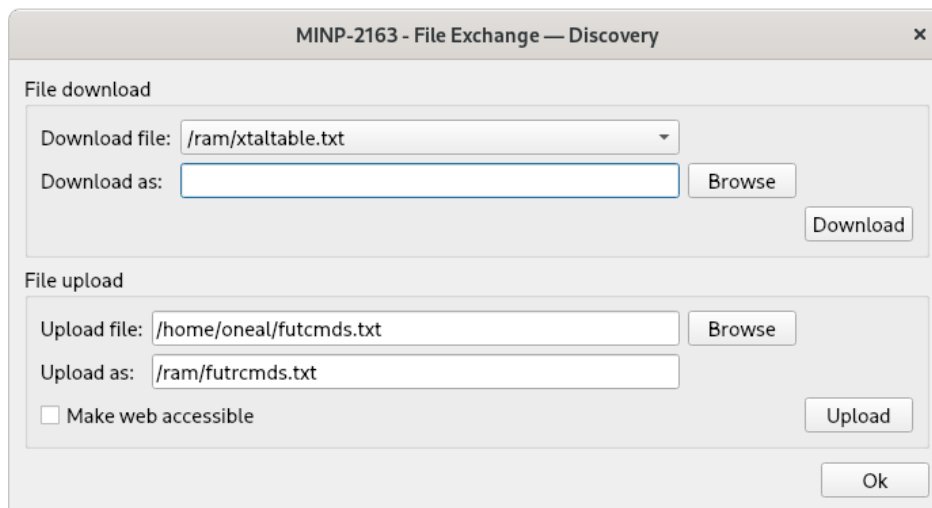 MINP-2163 - File Exchange — Discovery
File download
Download file: /ram/xtaltable.txt
Download as: Browse
Download
File upload
Upload file: /home/oneal/futcmds.txt Browse
Upload as: /ram/futrcmds.txt
Make web accessible Upload
Ok